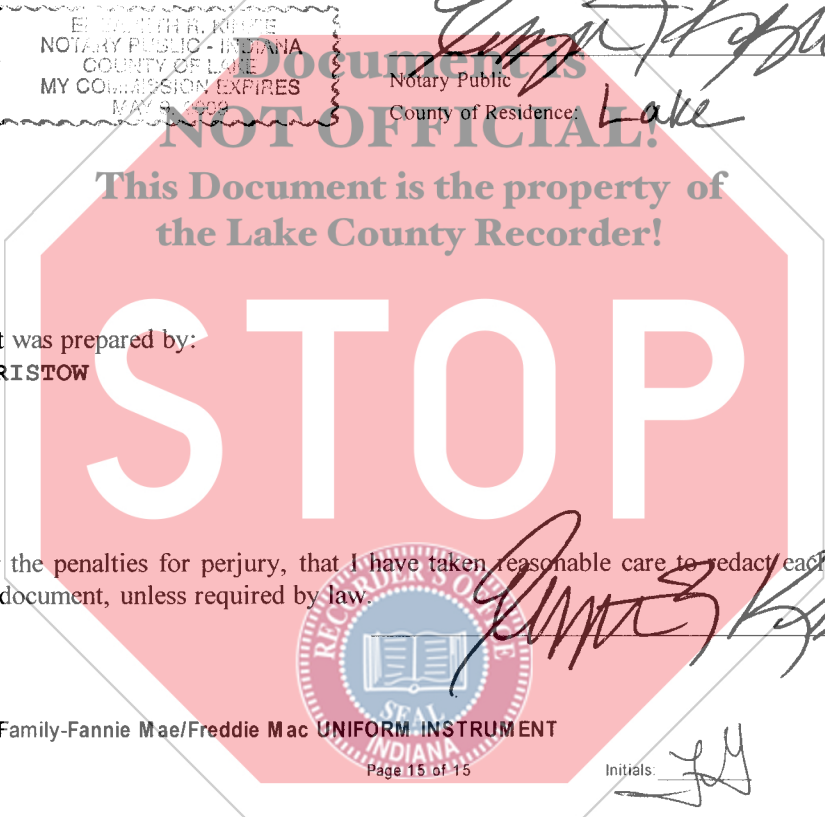 NOTARY PUBLIC - INDIANA
COUNTY OF LAKE
MY COMMISSION EXPIRES
MAY 9, 2009
Notary Public
County of Residence: Lake
Document is
NOT OFFICIAL!
This Document is the property of
the Lake County Recorder!
STOP
t was prepared by:
RISTOW
the penalties for perjury, that I have taken reasonable care to redact each
document, unless required by law.
RECORDER'S OFFICE
SEAL
INDIANA
Family-Fannie Mae/Freddie Mac UNIFORM INSTRUMENT
Page 15 of 15
Initials: